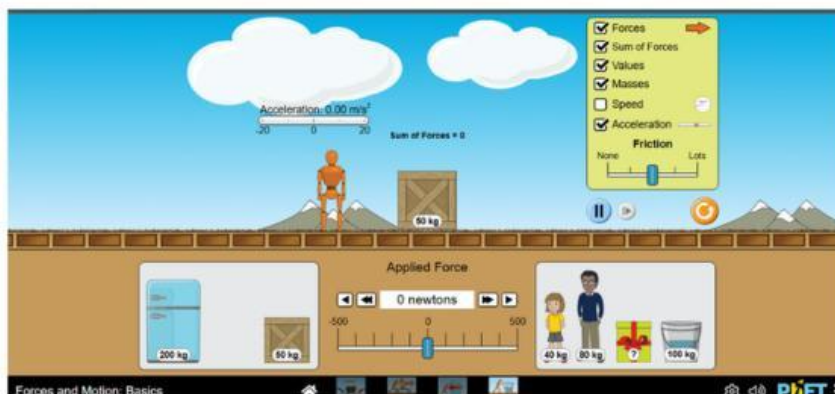 Forces
Sum of Forces
Values
Masses
Speed
Acceleration
Friction
None Lots
Acceleration: 0.00 m/s²
-20 0 20
Sum of Forces = 0
50 kg
Applied Force
0 newtons
-500 0 500
200 kg
50 kg
40 kg
80 kg
?
100 kg
Forces and Motion: Basics
PhET